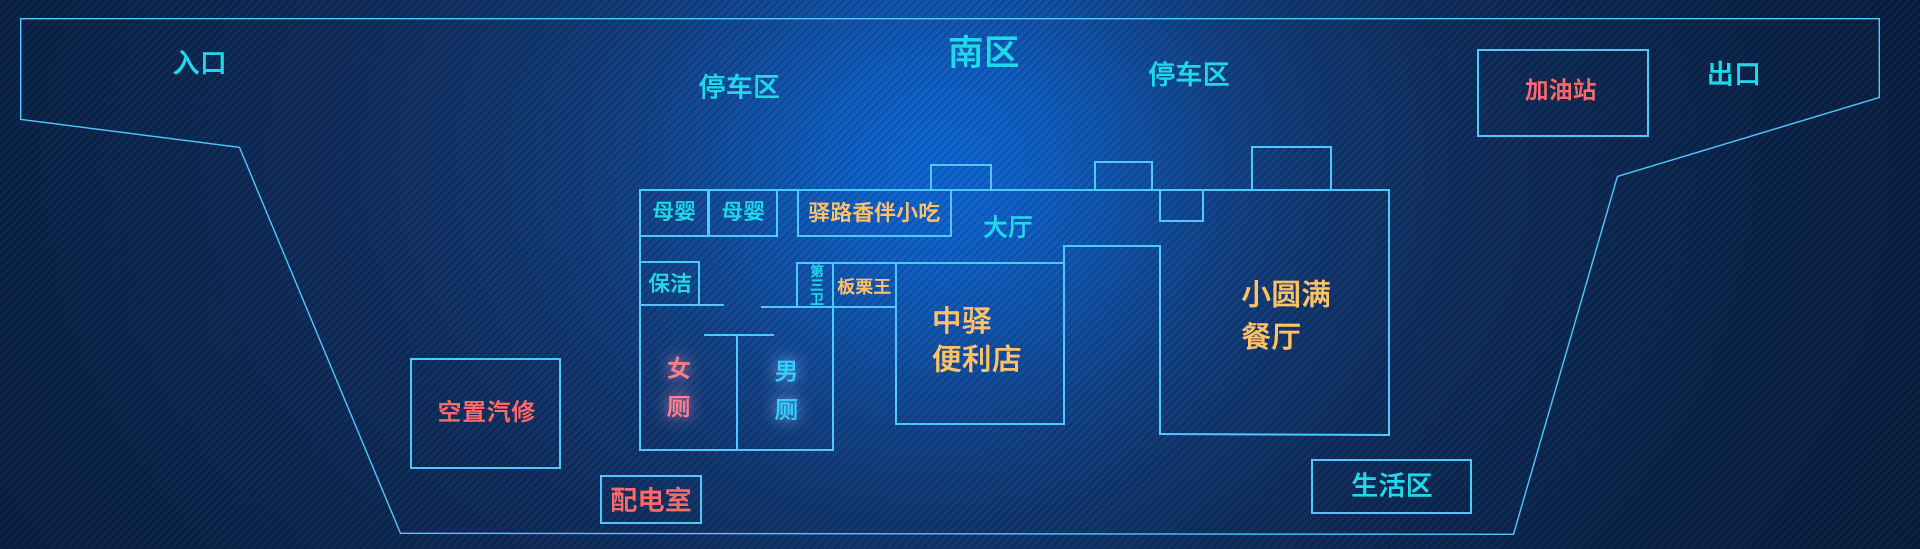 南区
入口
停车区
停车区
加油站
出口
母婴
母婴
驿路香伴小吃
大厅
保洁
第三卫
板栗王
中驿
便利店
小圆满
餐厅
女厕
男厕
空置汽修
配电室
生活区